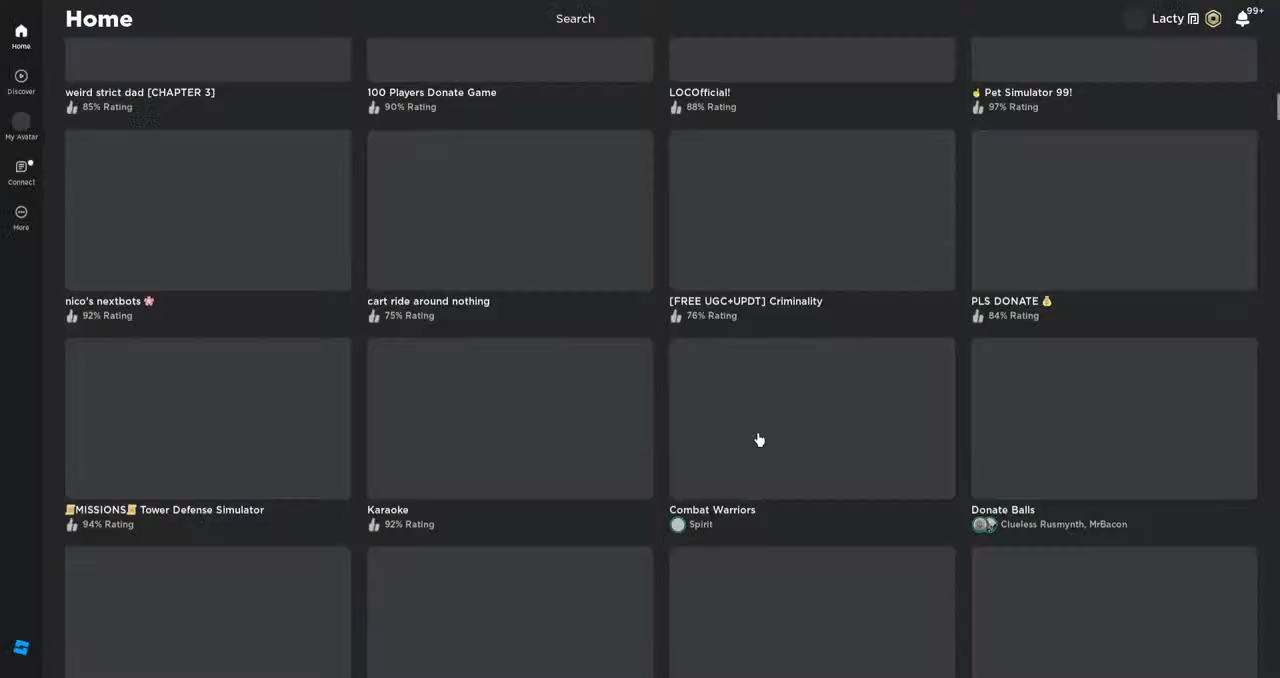 Home
Search
Lacty
99+
Home
Discover
My Avatar
Connect
More
weird strict dad [CHAPTER 3]
85% Rating
100 Players Donate Game
90% Rating
LOCOfficial!
88% Rating
☝ Pet Simulator 99!
97% Rating
nico's nextbots 🌸
92% Rating
cart ride around nothing
75% Rating
[FREE UGC+UPDT] Criminality
76% Rating
PLS DONATE 💰
84% Rating
📜MISSIONS📜 Tower Defense Simulator
94% Rating
Karaoke
92% Rating
Combat Warriors
Spirit
Donate Balls
Clueless Rusmynth, MrBacon